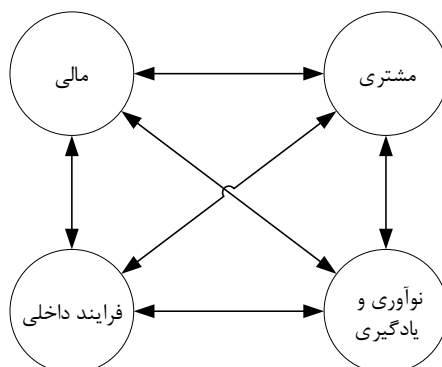 مشتری
مالی
نوآوری و
یادگیری
فرایند داخلی